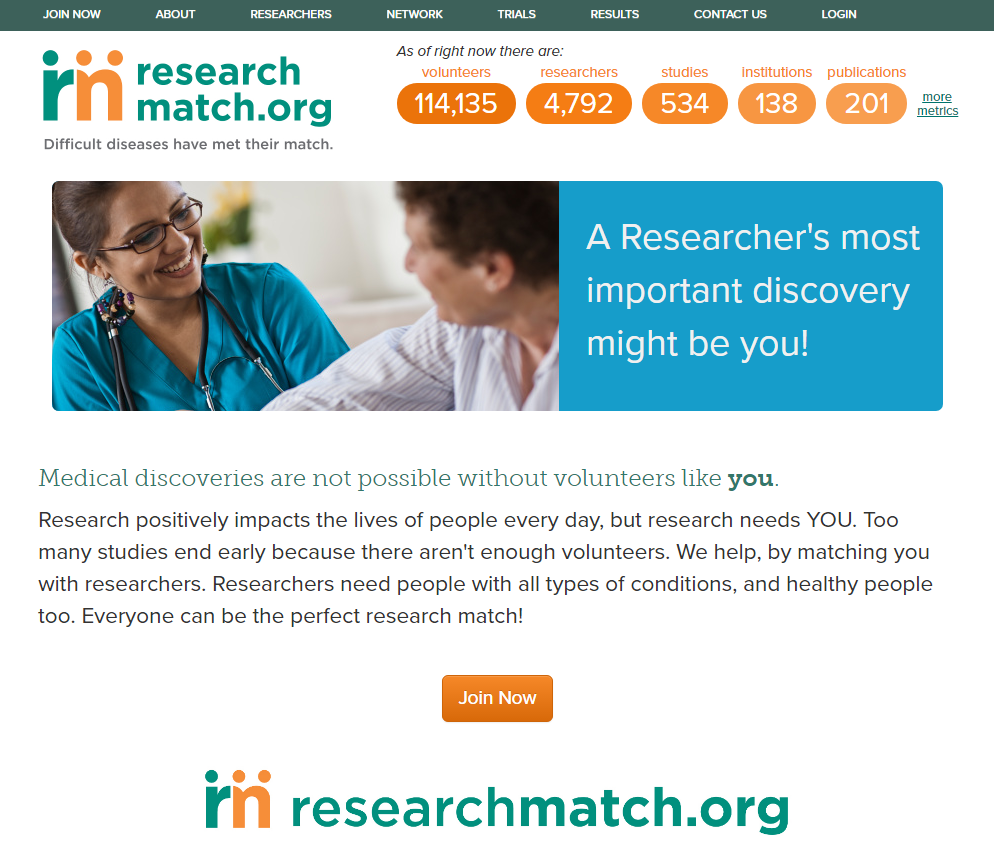 JOIN NOW ABOUT RESEARCHERS NETWORK TRIALS RESULTS CONTACT US LOGIN
research
match.org
Difficult diseases have met their match.
As of right now there are:
volunteers researchers studies institutions publications
114,135 4,792 534 138 201
more
metrics
A Researcher's most
important discovery
might be you!
Medical discoveries are not possible without volunteers like you.
Research positively impacts the lives of people every day, but research needs YOU. Too
many studies end early because there aren't enough volunteers. We help, by matching you
with researchers. Researchers need people with all types of conditions, and healthy people
too. Everyone can be the perfect research match!
Join Now
rm researchmatch.org